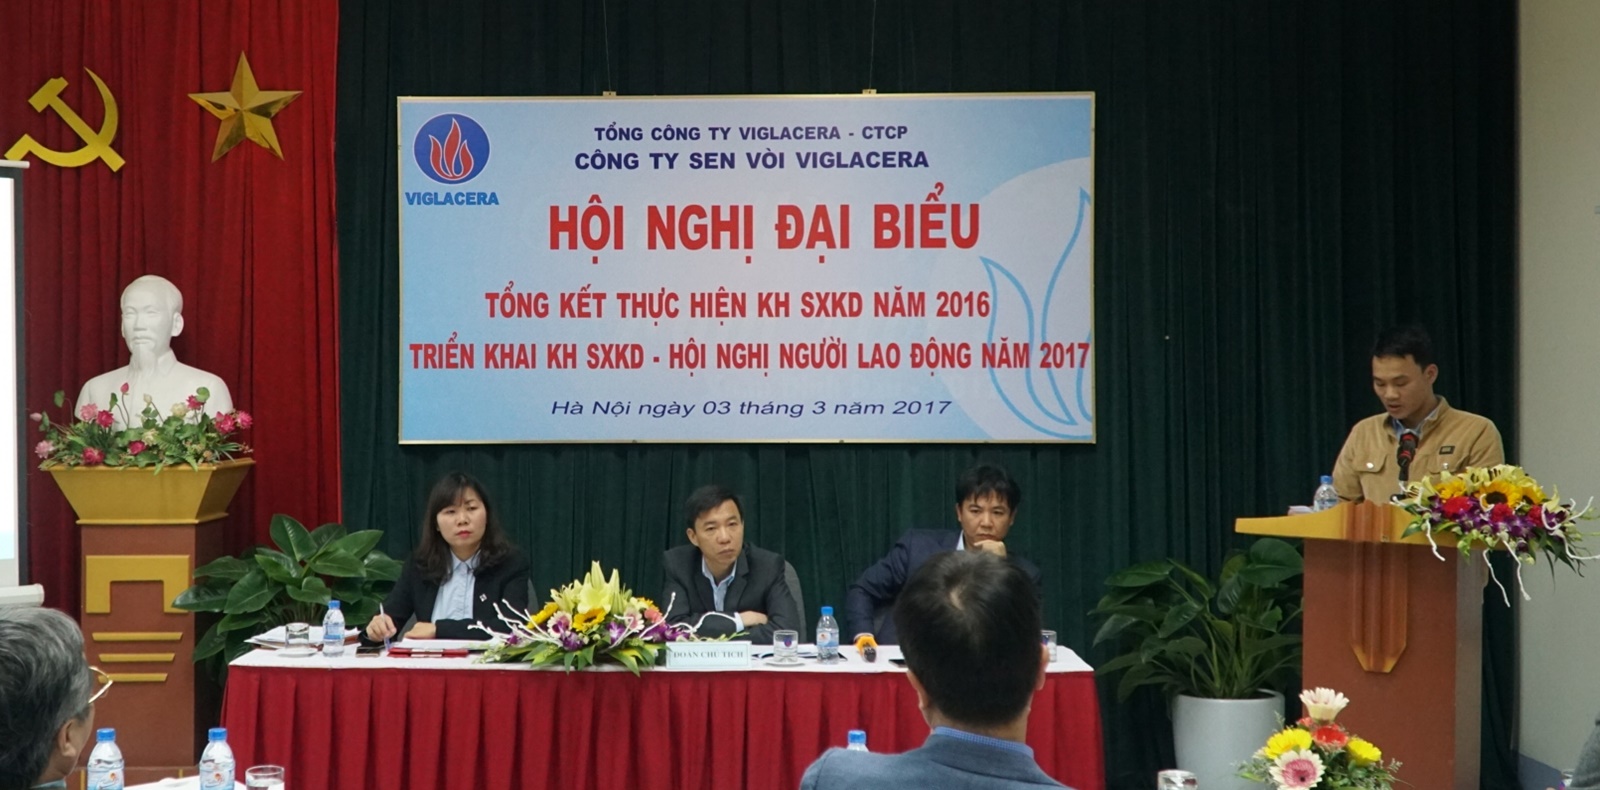 TỔNG CÔNG TY VIGLACERA - CTCP
CÔNG TY SEN VÒI VIGLACERA
VIGLACERA
HỘI NGHỊ ĐẠI BIỂU
TỔNG KẾT THỰC HIỆN KH SXKD NĂM 2016
TRIỂN KHAI KH SXKD - HỘI NGHỊ NGƯỜI LAO ĐỘNG NĂM 2017
Hà Nội ngày 03 tháng 3 năm 2017
ĐOÀN CHỦ TỊCH